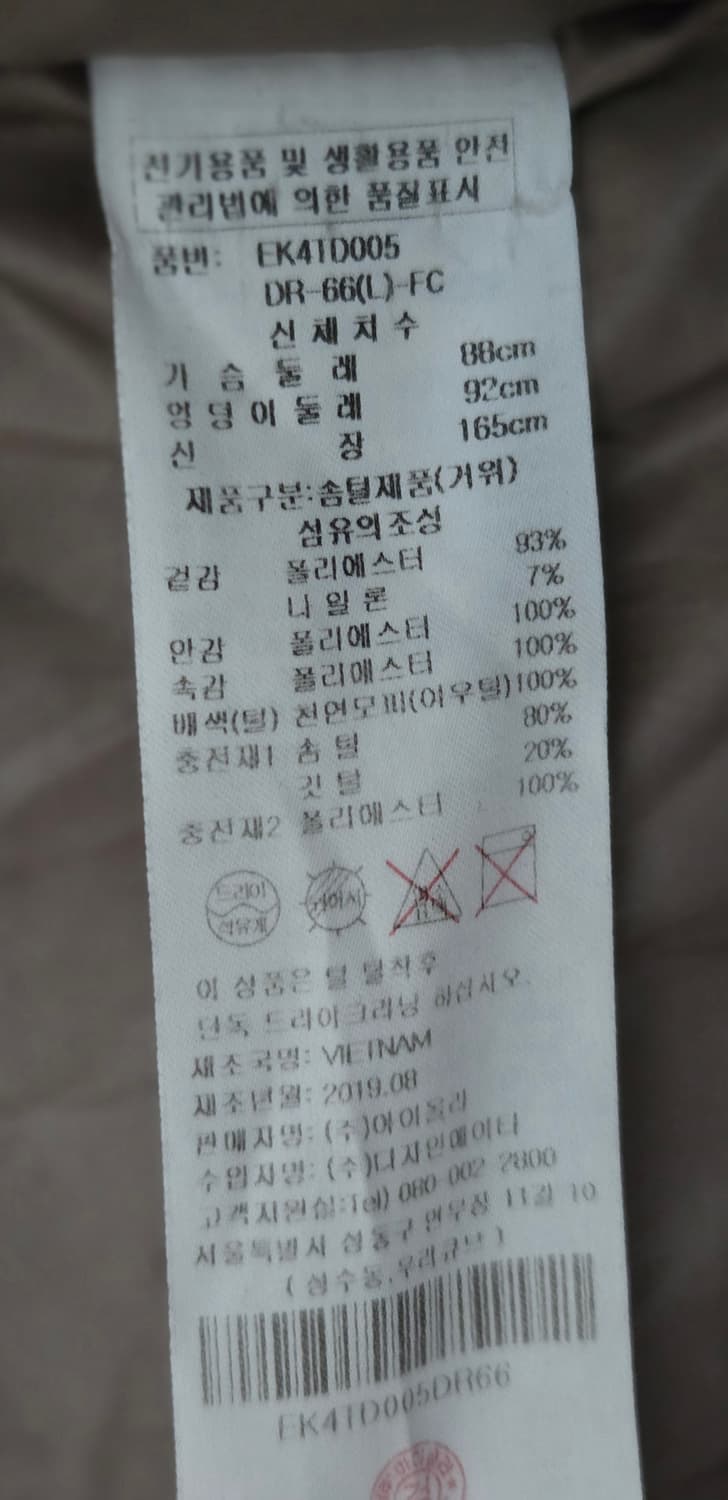 전기용품 및 생활용품 안전
관리법에 의한 품질표시
품번: EK4TD005
DR-66(L)-FC
신체치수
가슴둘레 88cm
엉덩이둘레 92cm
신장 165cm
제품구분:솜털제품(거위)
섬유의조성
겉감 폴리에스터 93%
나일론 7%
안감 폴리에스터 100%
속감 폴리에스터 100%
배색(털) 천연모피(여우털) 100%
충전재1 솜털 80%
깃털 20%
충전재2 폴리에스터 100%
드라이
석유계
이 상품은 털 탈착후
단독 드라이크리닝 하십시오.
제조국명: VIETNAM
제조년월: 2019.08
판매자명: (주)아이올리
수입자명: (주)디자인에이티
고객지원실:Tel) 080 002 2800
서울특별시 성동구 연무장 11길 10
(성수동,우리큐브)
EK4TD005DR66